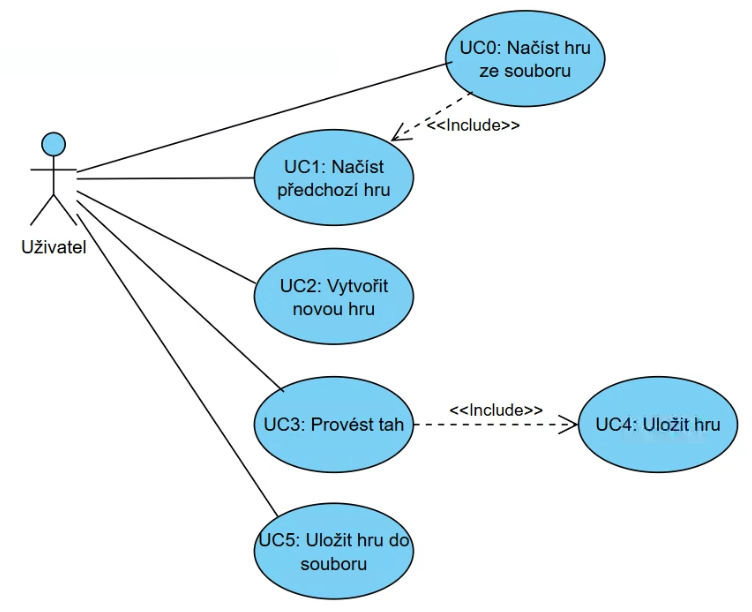 UC0: Načíst hru
ze souboru
<<Include>>
UC1: Načíst
předchozí hru
Uživatel
UC2: Vytvořit
novou hru
<<Include>>
UC3: Provést tah
UC4: Uložit hru
UC5: Uložit hru do
souboru